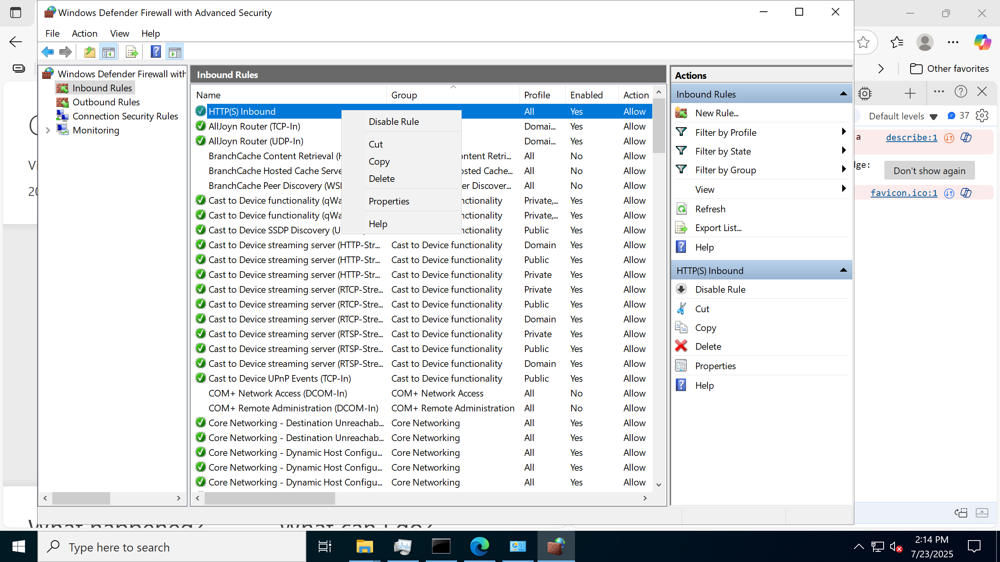 Windows Defender Firewall with Advanced Security
File Action View Help
Windows Defender Firewall with
Inbound Rules
Outbound Rules
Connection Security Rules
Monitoring
Inbound Rules
Name Group Profile Enabled Action
HTTP(S) Inbound All Yes Allow
AllJoyn Router (TCP-In) Domai... Yes Allow
AllJoyn Router (UDP-In) Domai... Yes Allow
BranchCache Content Retrieval (H ontent Retri... All No Allow
BranchCache Hosted Cache Serve osted Cache... All No Allow
BranchCache Peer Discovery (WSI er Discover... All No Allow
Cast to Device functionality (qWa nctionality Private,... Yes Allow
Cast to Device functionality (qWa nctionality Private,... Yes Allow
Cast to Device SSDP Discovery (U nctionality Public Yes Allow
Cast to Device streaming server (HTTP-Str... Cast to Device functionality Domain Yes Allow
Cast to Device streaming server (HTTP-Str... Cast to Device functionality Public Yes Allow
Cast to Device streaming server (HTTP-Str... Cast to Device functionality Private Yes Allow
Cast to Device streaming server (RTCP-Stre... Cast to Device functionality Private Yes Allow
Cast to Device streaming server (RTCP-Stre... Cast to Device functionality Public Yes Allow
Cast to Device streaming server (RTCP-Stre... Cast to Device functionality Domain Yes Allow
Cast to Device streaming server (RTSP-Stre... Cast to Device functionality Private Yes Allow
Cast to Device streaming server (RTSP-Stre... Cast to Device functionality Public Yes Allow
Cast to Device streaming server (RTSP-Stre... Cast to Device functionality Domain Yes Allow
Cast to Device UPnP Events (TCP-In) Cast to Device functionality Public Yes Allow
COM+ Network Access (DCOM-In) COM+ Network Access All No Allow
COM+ Remote Administration (DCOM-In) COM+ Remote Administration All No Allow
Core Networking - Destination Unreachab... Core Networking All Yes Allow
Core Networking - Destination Unreachab... Core Networking All Yes Allow
Core Networking - Dynamic Host Configu... Core Networking All Yes Allow
Core Networking - Dynamic Host Configu... Core Networking All Yes Allow
Core Networking - Dynamic Host Configu... Core Networking All Yes Allow
Disable Rule
Cut
Copy
Delete
Properties
Help
Actions
Inbound Rules
New Rule...
Filter by Profile
Filter by State
Filter by Group
View
Refresh
Export List...
Help
HTTP(S) Inbound
Disable Rule
Cut
Copy
Delete
Properties
Help
Other favorites
Default levels 37
a describe:1
dge:
Don't show again
favicon.ico:1
Vi
20
What happened? What can I do?
Type here to search
2:14 PM
7/23/2025